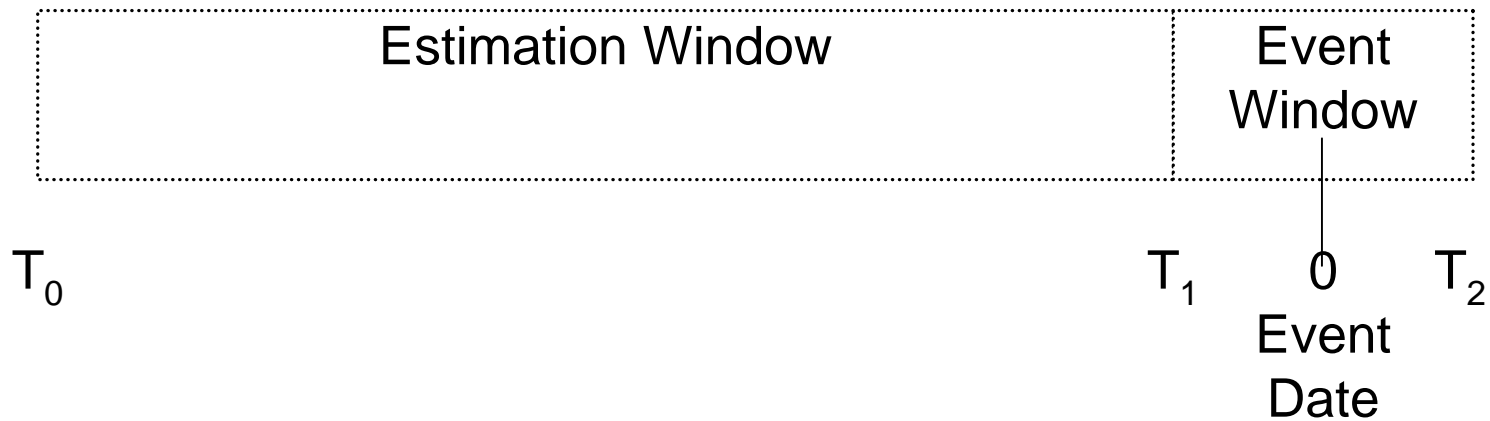 Estimation Window
Event
Window
T₀
T₁
0
T₂
Event
Date